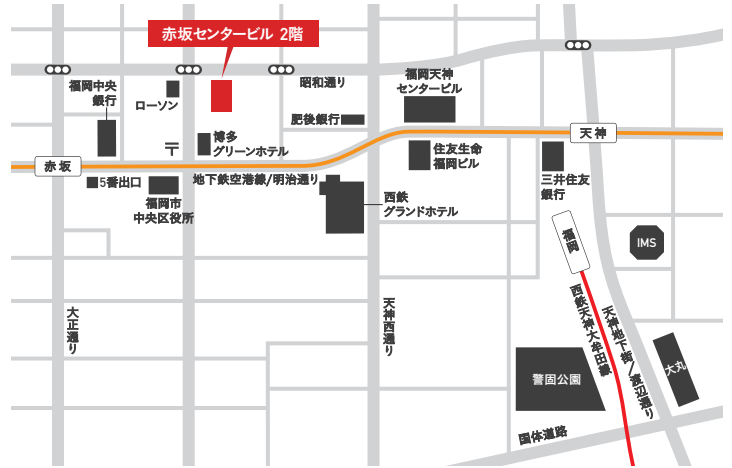 赤坂センタービル 2階
昭和通り
福岡中央
銀行
ローソン
福岡天神
センタービル
肥後銀行
博多
グリーンホテル
天神
赤坂
5番出口
福岡市
中央区役所
地下鉄空港線/明治通り
住友生命
福岡ビル
三井住友
銀行
西鉄
グランドホテル
福岡
IMS
大正通り
天神西通り
西鉄天神大牟田線
天神地下街/渡辺通り
警固公園
大丸
国体道路